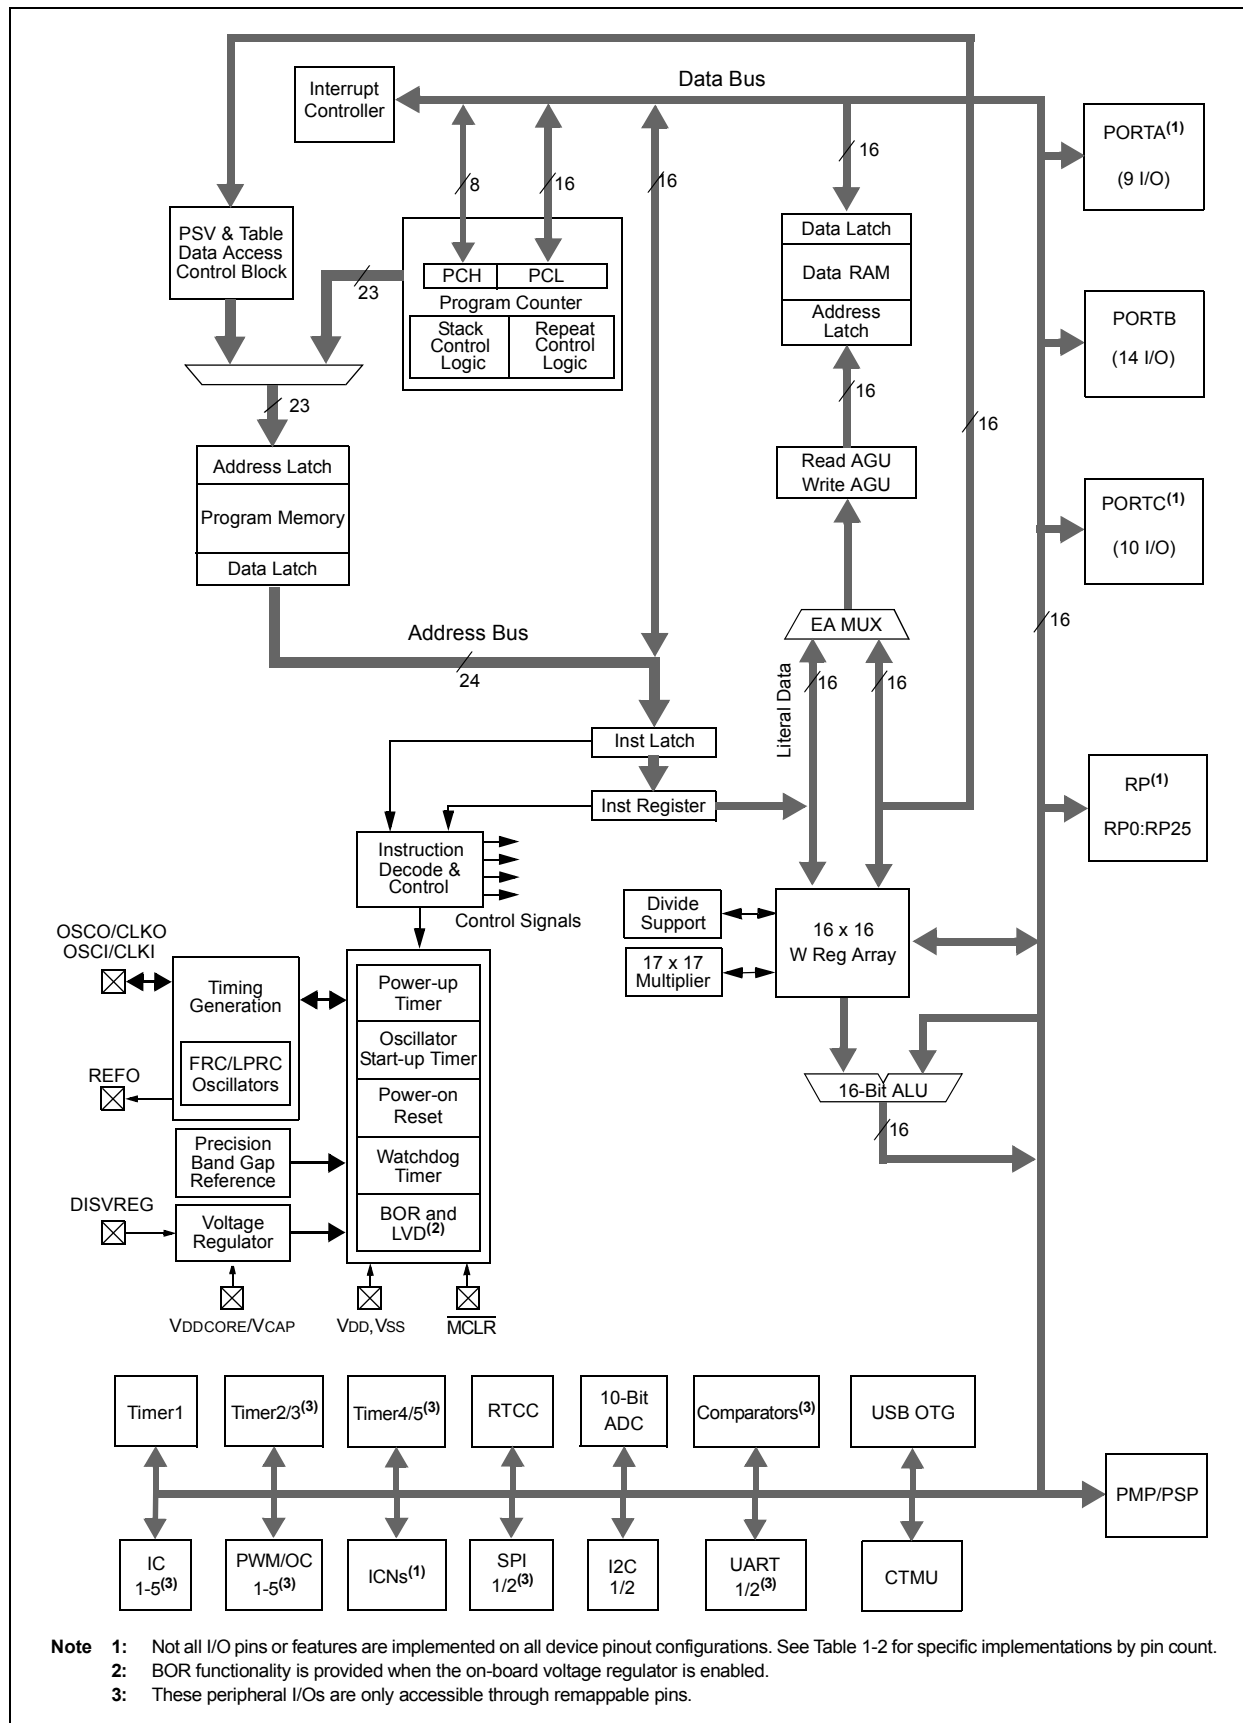 Data Bus
Interrupt
Controller
PORTA(1)
(9 I/O)
16
8
16
16
PSV & Table
Data Access
Control Block
23
PCH
PCL
Program Counter
Stack
Control
Logic
Repeat
Control
Logic
Data Latch
Data RAM
Address
Latch
PORTB
(14 I/O)
23
16
16
Address Latch
Program Memory
Data Latch
Read AGU
Write AGU
PORTC(1)
(10 I/O)
Address Bus
24
EA MUX
16
Literal Data
16
16
Inst Latch
Inst Register
RP(1)
RP0:RP25
Instruction
Decode &
Control
Control Signals
Divide
Support
17 x 17
Multiplier
16 x 16
W Reg Array
OSCO/CLKO
OSCI/CLKI
Timing
Generation
FRC/LPRC
Oscillators
REFO
Power-up
Timer
Oscillator
Start-up Timer
Power-on
Reset
Watchdog
Timer
BOR and
LVD(2)
16-Bit ALU
16
Precision
Band Gap
Reference
DISVREG
Voltage
Regulator
VDDCORE/VCAP
VDD, VSS
MCLR
Timer1
Timer2/3(3)
Timer4/5(3)
RTCC
10-Bit
ADC
Comparators(3)
USB OTG
PMP/PSP
IC
1-5(3)
PWM/OC
1-5(3)
ICNs(1)
SPI
1/2(3)
I2C
1/2
UART
1/2(3)
CTMU
Note 1: Not all I/O pins or features are implemented on all device pinout configurations. See Table 1-2 for specific implementations by pin count.
2: BOR functionality is provided when the on-board voltage regulator is enabled.
3: These peripheral I/Os are only accessible through remappable pins.